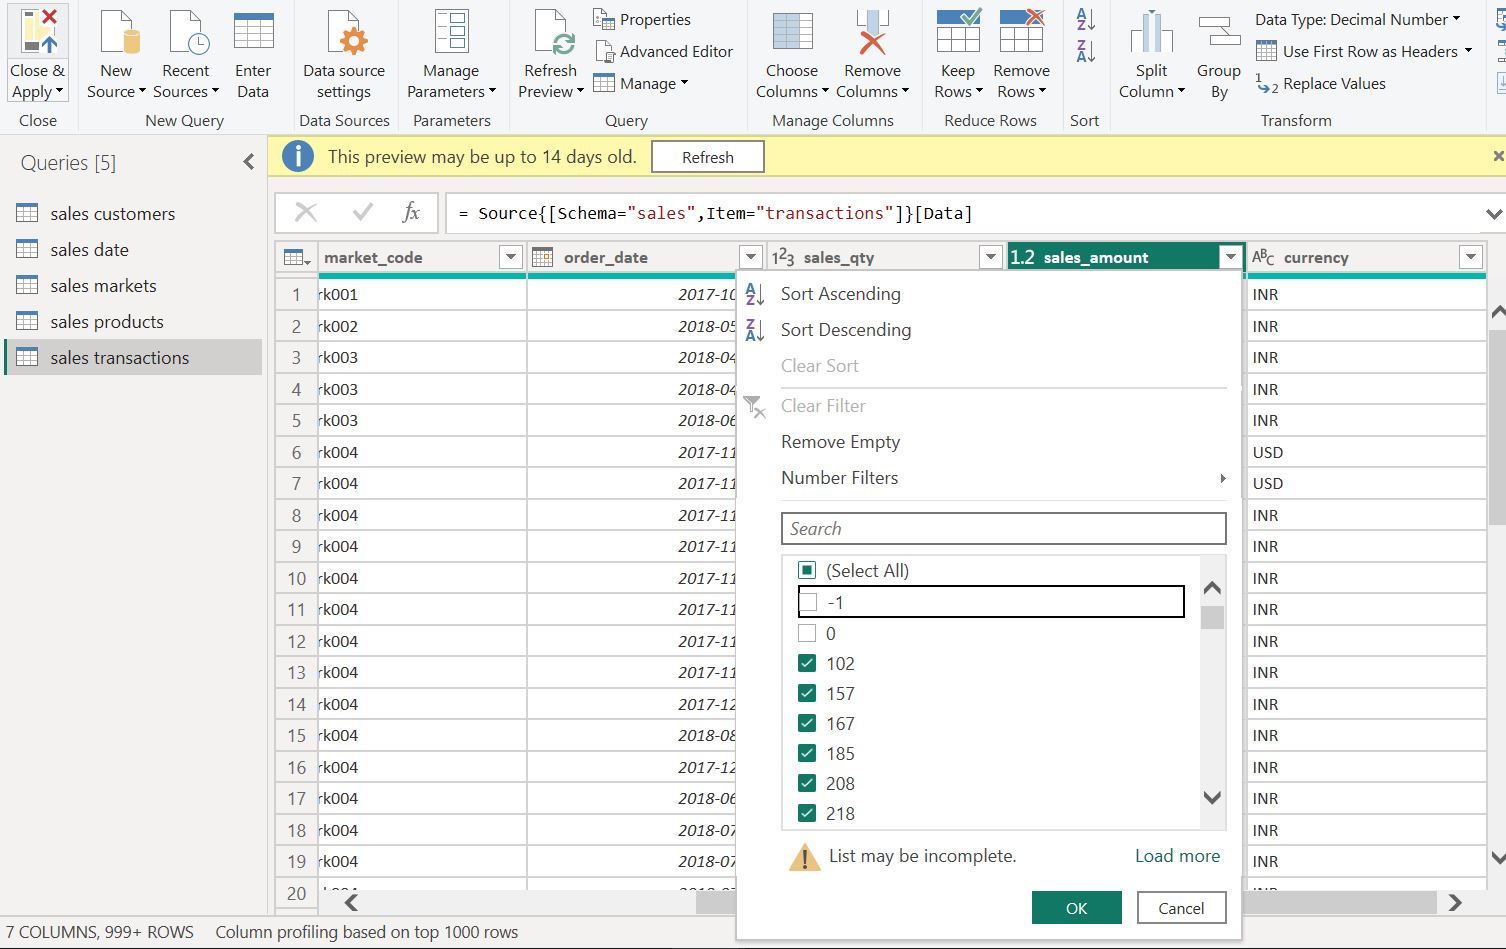 Close & Apply
Close
New Source
Recent Sources
Enter Data
New Query
Data source settings
Data Sources
Manage Parameters
Parameters
Refresh Preview
Properties
Advanced Editor
Manage
Query
Choose Columns
Remove Columns
Manage Columns
Keep Rows
Remove Rows
Reduce Rows
Sort
Split Column
Group By
Data Type: Decimal Number
Use First Row as Headers
Replace Values
Transform
Queries [5]
sales customers
sales date
sales markets
sales products
sales transactions
This preview may be up to 14 days old.
Refresh
fx
= Source{[Schema="sales",Item="transactions"]}[Data]
market_code order_date 123 sales_qty 1.2 sales_amount ABC currency
1 rk001 2017-10 INR
2 rk002 2018-05 INR
3 rk003 2018-04 INR
4 rk003 2018-04 INR
5 rk003 2018-06 INR
6 rk004 2017-11 USD
7 rk004 2017-11 USD
8 rk004 2017-11 INR
9 rk004 2017-11 INR
10 rk004 2017-11 INR
11 rk004 2017-11 INR
12 rk004 2017-11 INR
13 rk004 2017-11 INR
14 rk004 2017-12 INR
15 rk004 2018-08 INR
16 rk004 2017-12 INR
17 rk004 2018-06 INR
18 rk004 2018-07 INR
19 rk004 2018-07 INR
20
Sort Ascending
Sort Descending
Clear Sort
Clear Filter
Remove Empty
Number Filters
Search
(Select All)
-1
0
102
157
167
185
208
218
List may be incomplete.
Load more
OK
Cancel
7 COLUMNS, 999+ ROWS
Column profiling based on top 1000 rows